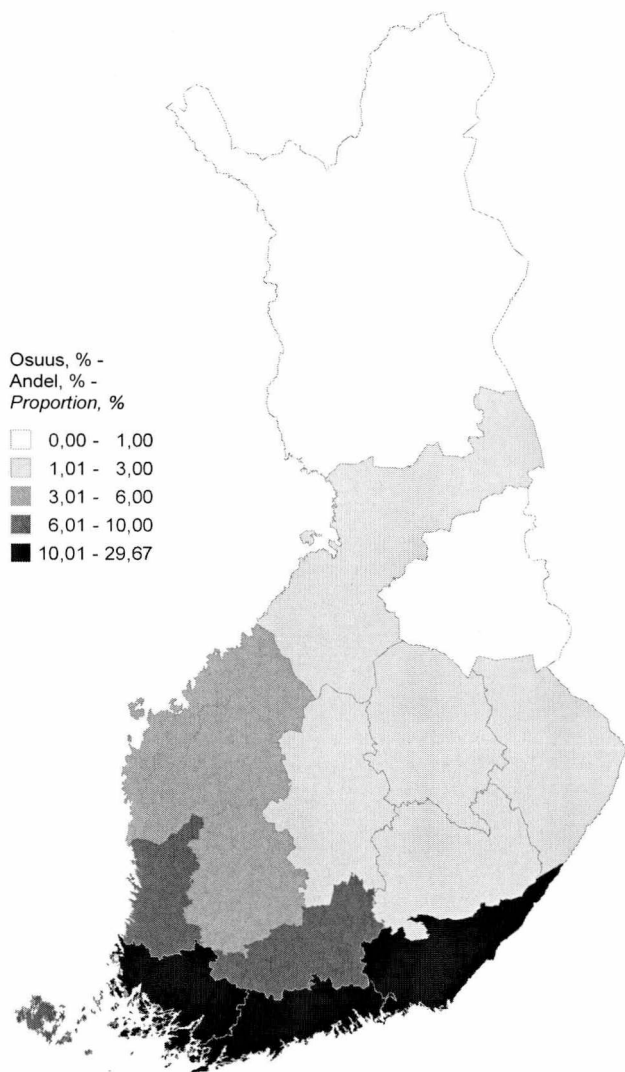 Osuus, % -
Andel, % -
Proportion, %
0,00 - 1,00
1,01 - 3,00
3,01 - 6,00
6,01 - 10,00
10,01 - 29,67